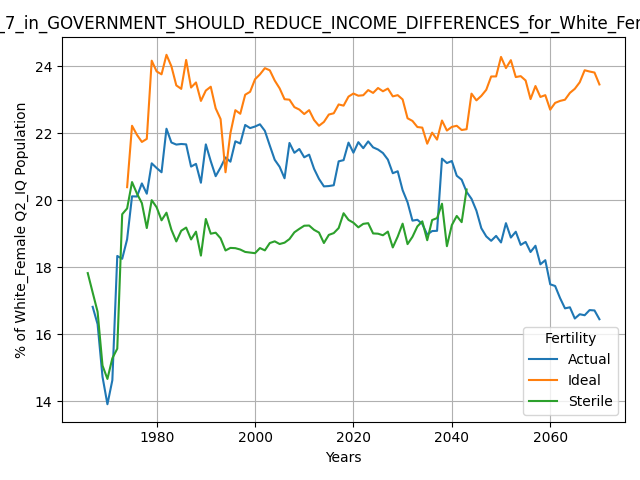 _7_in_GOVERNMENT_SHOULD_REDUCE_INCOME_DIFFERENCES_for_White_Fer
% of White_Female Q2_IQ Population
24
22
20
18
16
14
1980 2000 2020 2040 2060
Years
Fertility
Actual
Ideal
Sterile